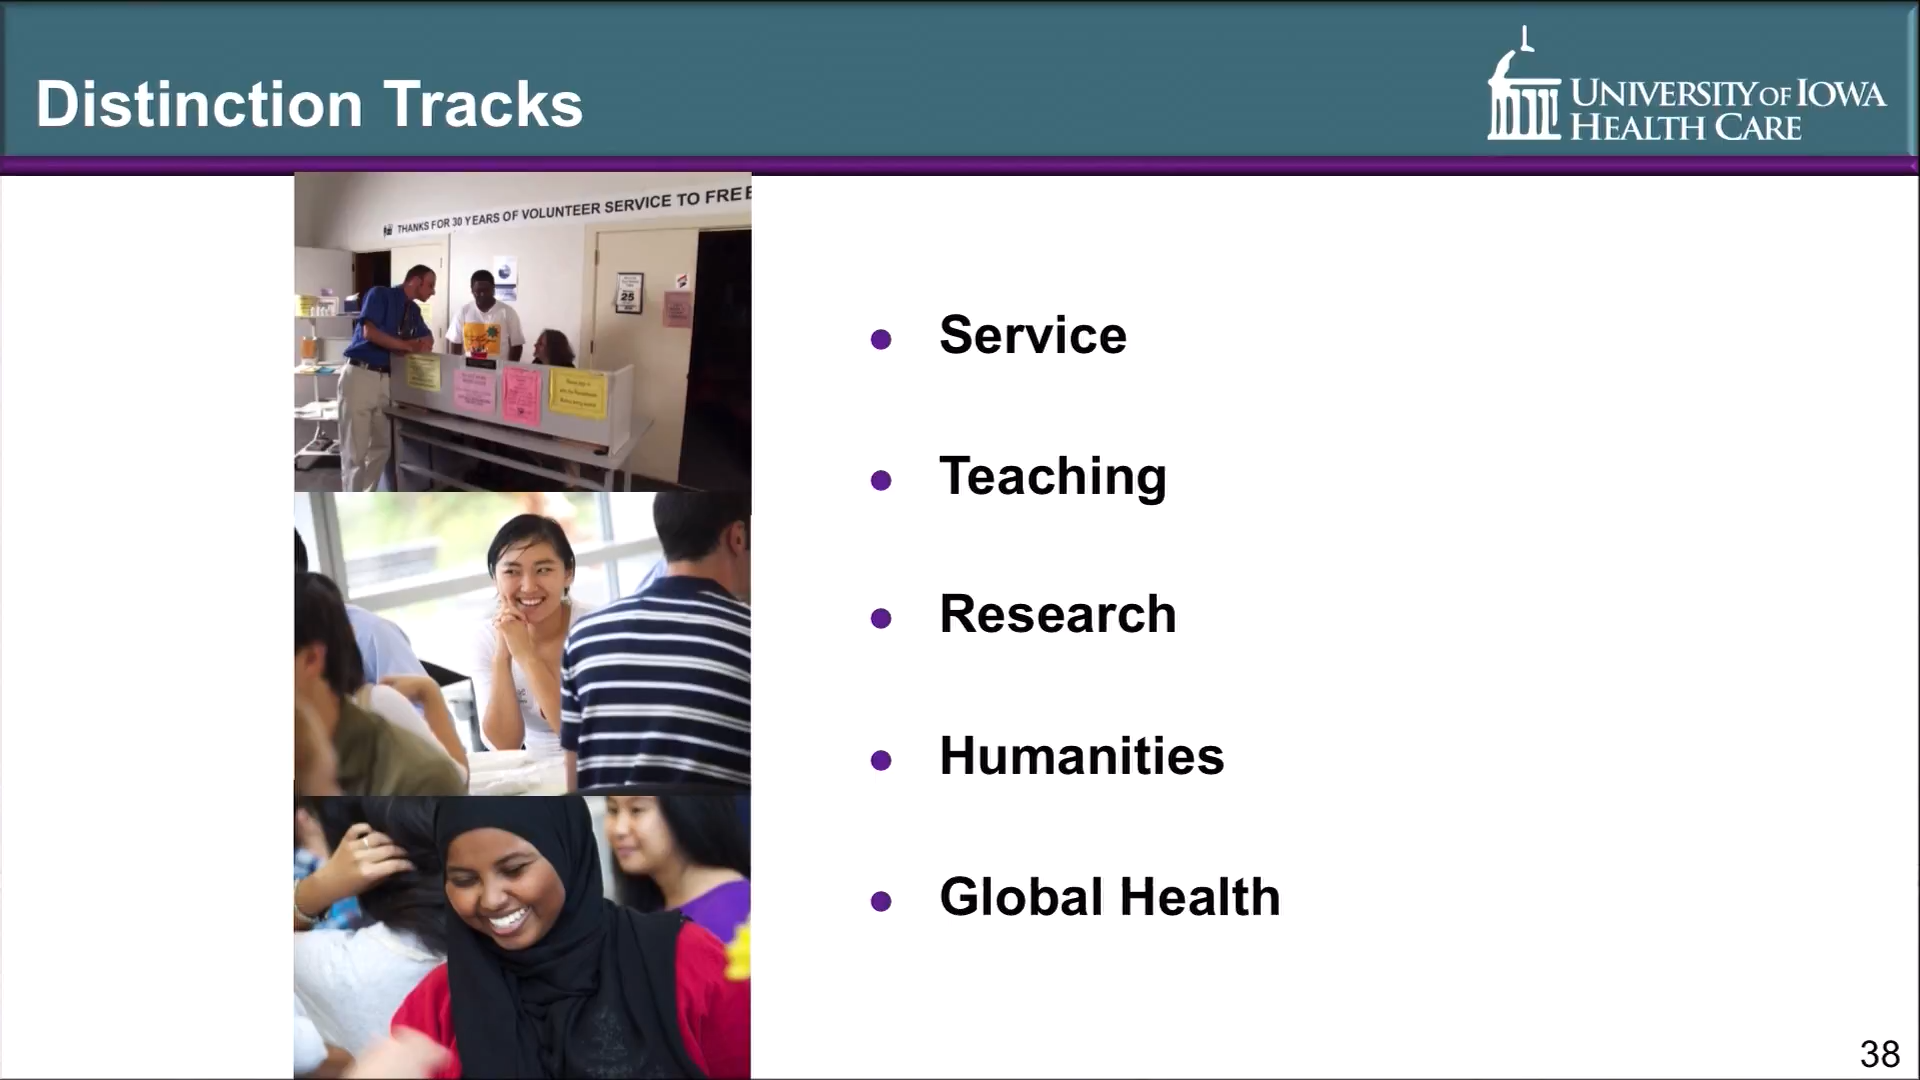 Distinction Tracks
UNIVERSITY OF IOWA
HEALTH CARE
THANKS FOR 30 YEARS OF VOLUNTEER SERVICE TO FREE
25
Service
Teaching
Research
Humanities
Global Health
38